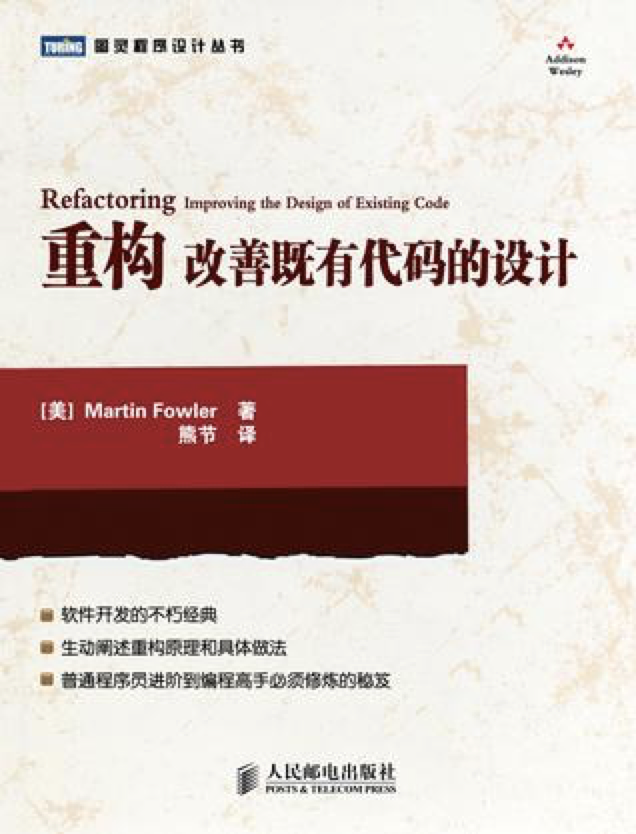 TURING 图灵程序设计丛书
Addison
Wesley
Refactoring Improving the Design of Existing Code
重构 改善既有代码的设计
[美] Martin Fowler 著
熊节 译
软件开发的不朽经典
生动阐述重构原理和具体做法
普通程序员进阶到编程高手必须修炼的秘笈
人民邮电出版社
POSTS & TELECOM PRESS